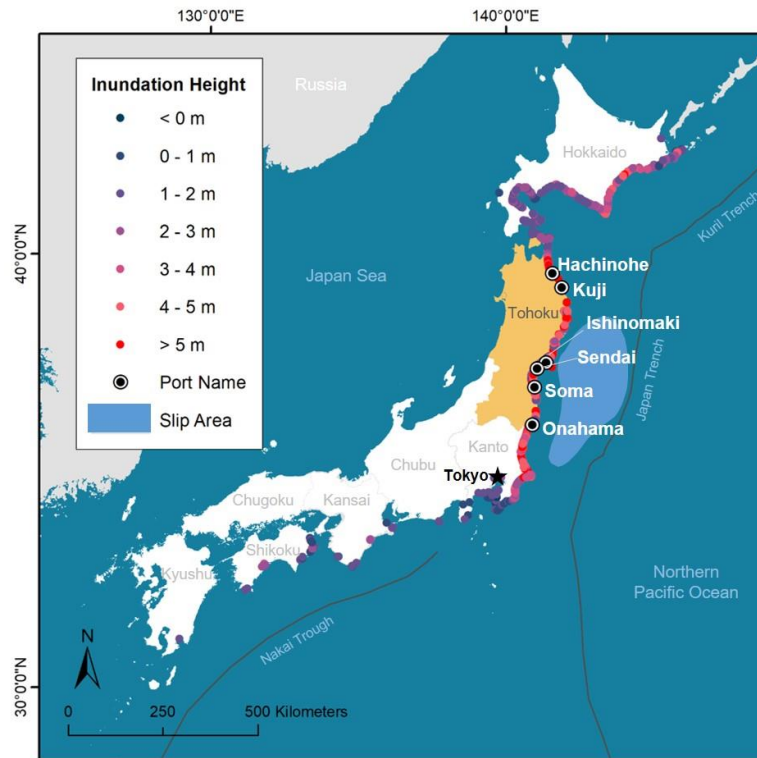 130°0'0"E
140°0'0"E
Inundation Height
< 0 m
0 - 1 m
1 - 2 m
2 - 3 m
3 - 4 m
4 - 5 m
> 5 m
Port Name
Slip Area
Russia
Hokkaido
Kuril Trench
40°0'0"N
Japan Sea
Hachinohe
Kuji
Tohoku
Ishinomaki
Sendai
Japan Trench
Soma
Onahama
Kanto
Chubu
Tokyo
Chugoku
Kansai
Shikoku
Kyushu
Northern
Pacific Ocean
Nakai Trough
N
30°0'0"N
0
250
500 Kilometers